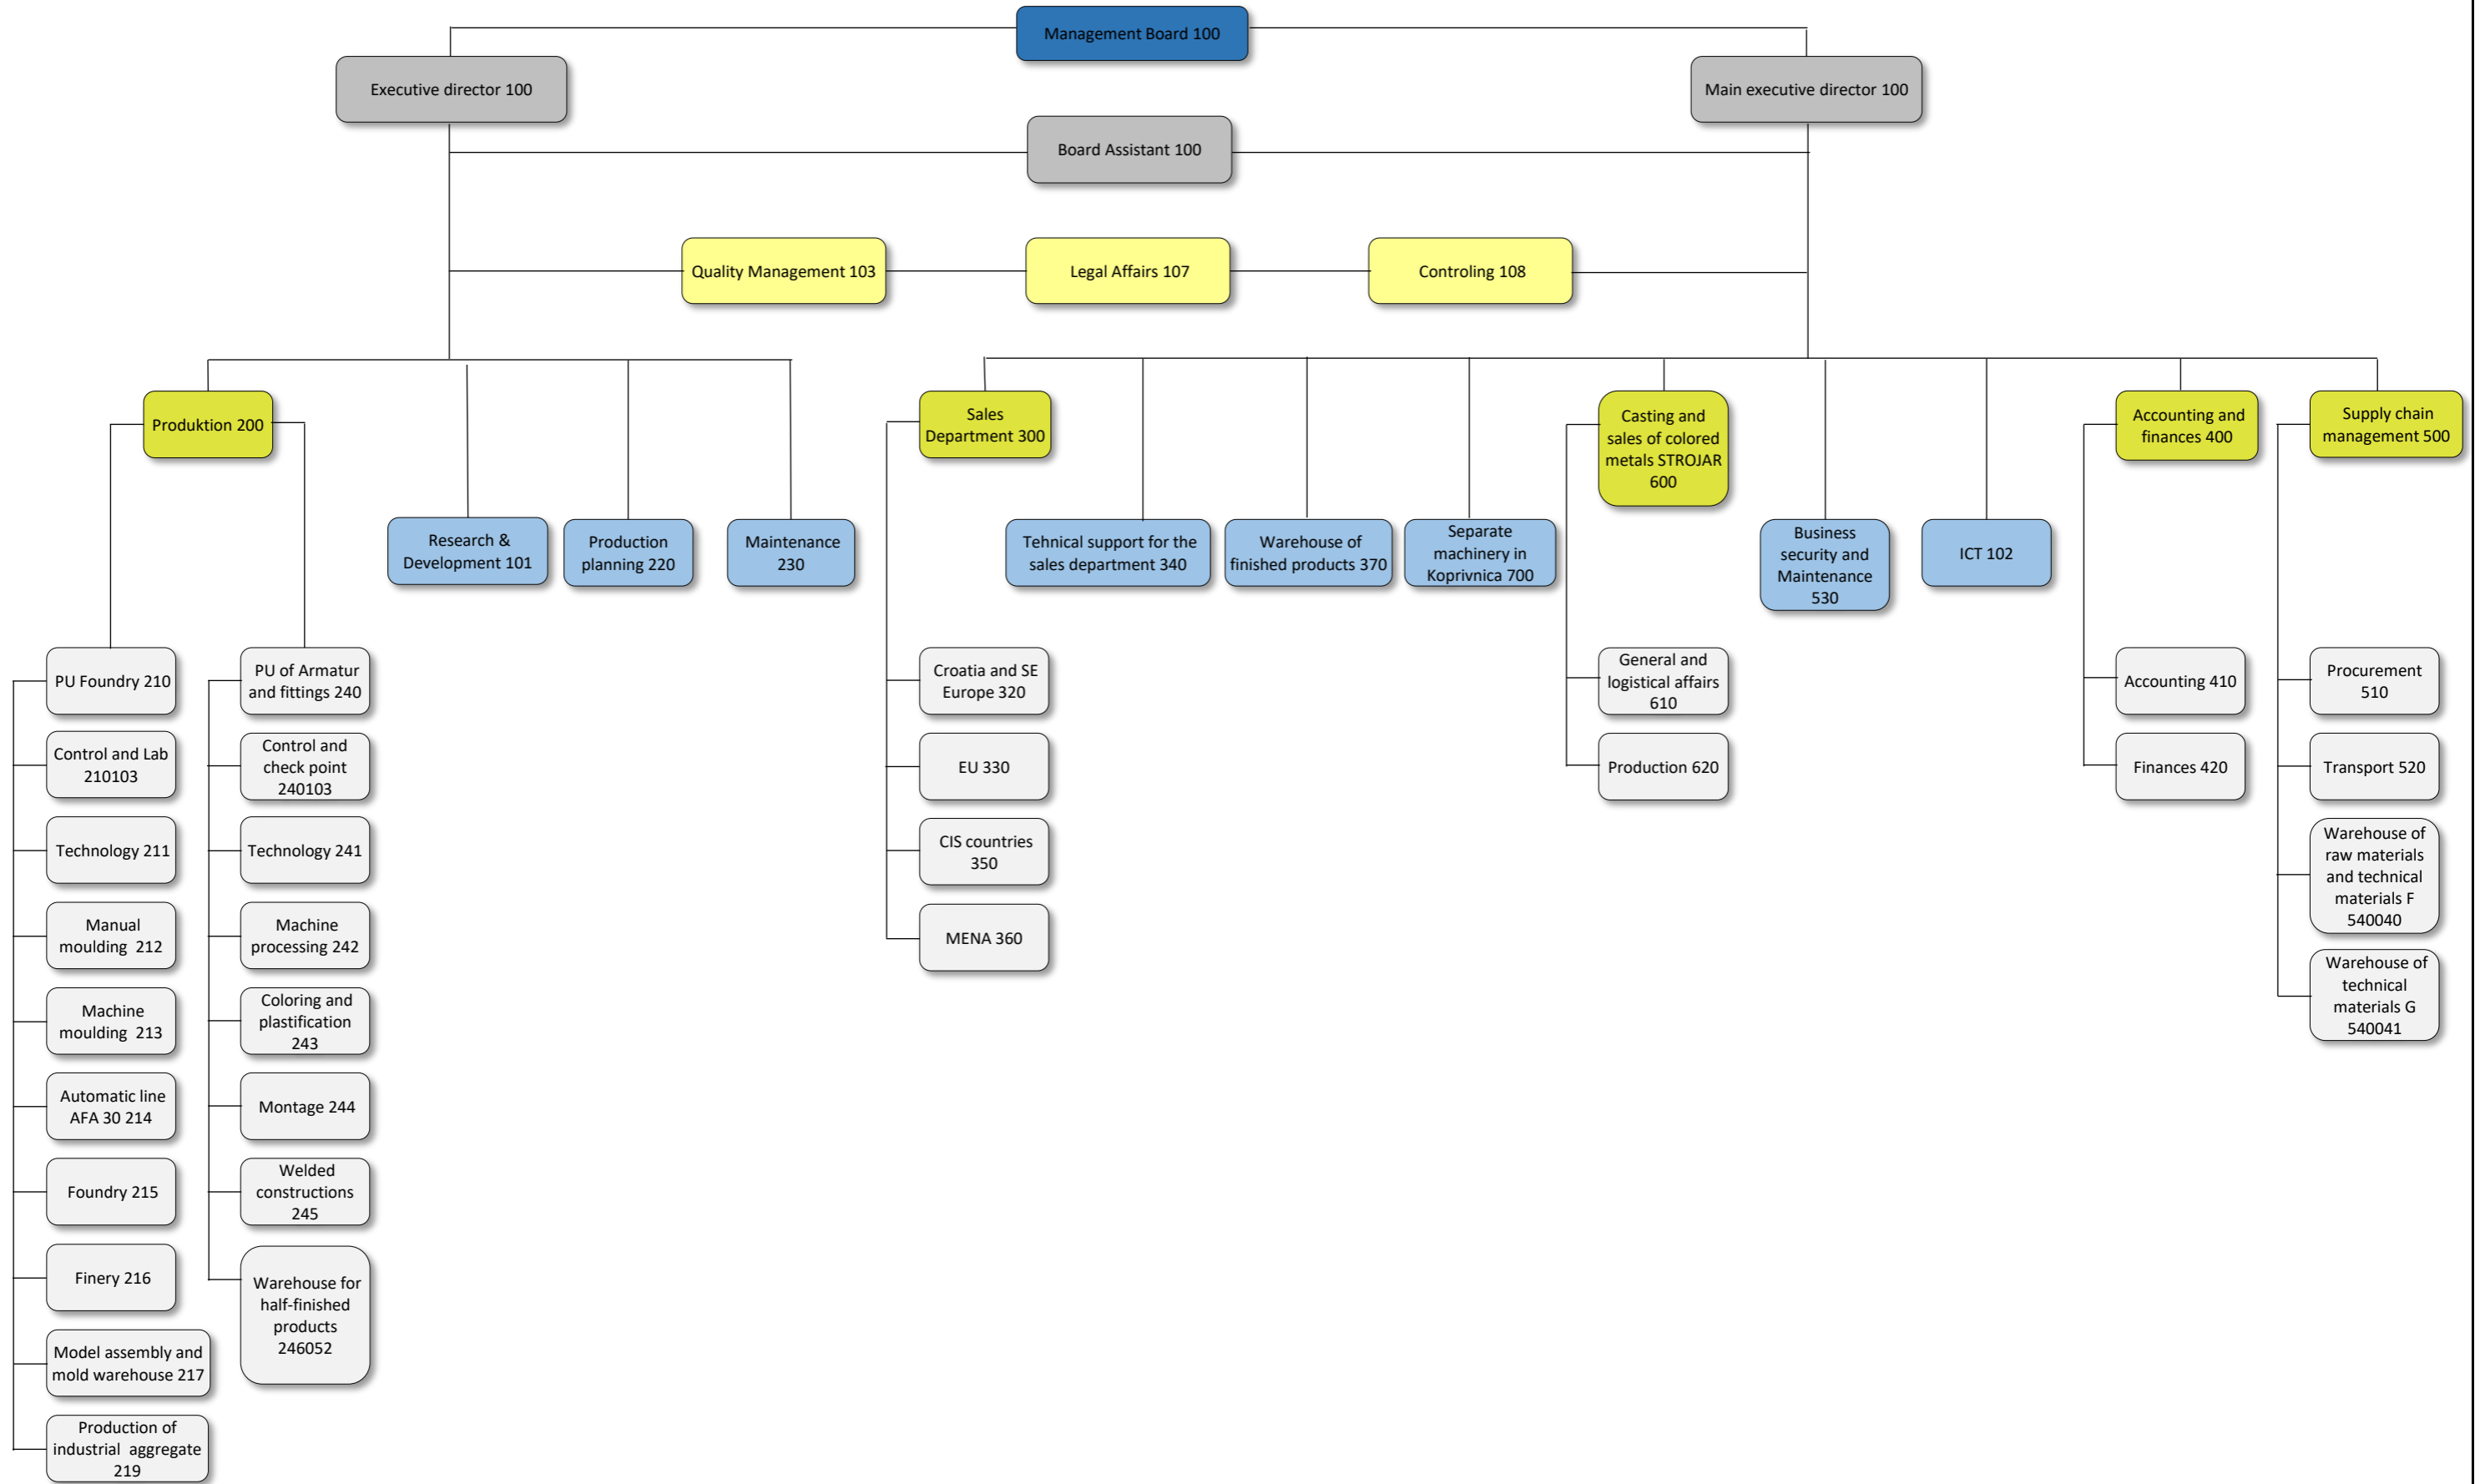 Management Board 100
Executive director 100
Main executive director 100
Board Assistant 100
Quality Management 103
Legal Affairs 107
Controling 108
Produktion 200
Sales
Department 300
Casting and
sales of colored
metals STROJAR
600
Accounting and
finances 400
Supply chain
management 500
Research &
Development 101
Production
planning 220
Maintenance
230
Tehnical support for the
sales department 340
Warehouse of
finished products 370
Separate
machinery in
Koprivnica 700
Business
security and
Maintenance
530
ICT 102
PU Foundry 210
Control and Lab
210103
Technology 211
Manual
moulding 212
Machine
moulding 213
Automatic line
AFA 30 214
Foundry 215
Finery 216
Model assembly and
mold warehouse 217
Production of
industrial aggregate
219
PU of Armatur
and fittings 240
Control and
check point
240103
Technology 241
Machine
processing 242
Coloring and
plastification
243
Montage 244
Welded
constructions
245
Warehouse for
half-finished
products
246052
Croatia and SE
Europe 320
EU 330
CIS countries
350
MENA 360
General and
logistical affairs
610
Production 620
Accounting 410
Finances 420
Procurement
510
Transport 520
Warehouse of
raw materials
and technical
materials F
540040
Warehouse of
technical
materials G
540041